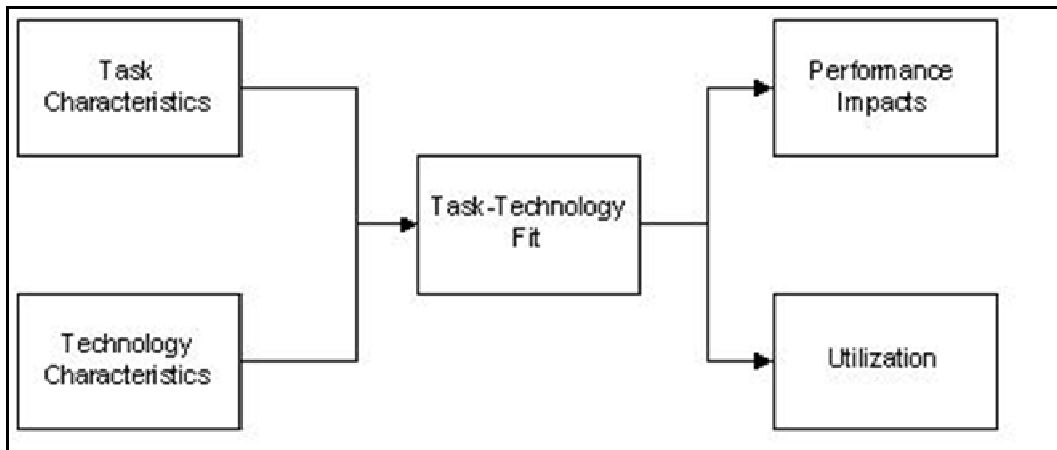 Task
Characteristics
Performance
Impacts
Task-Technology
Fit
Technology
Characteristics
Utilization